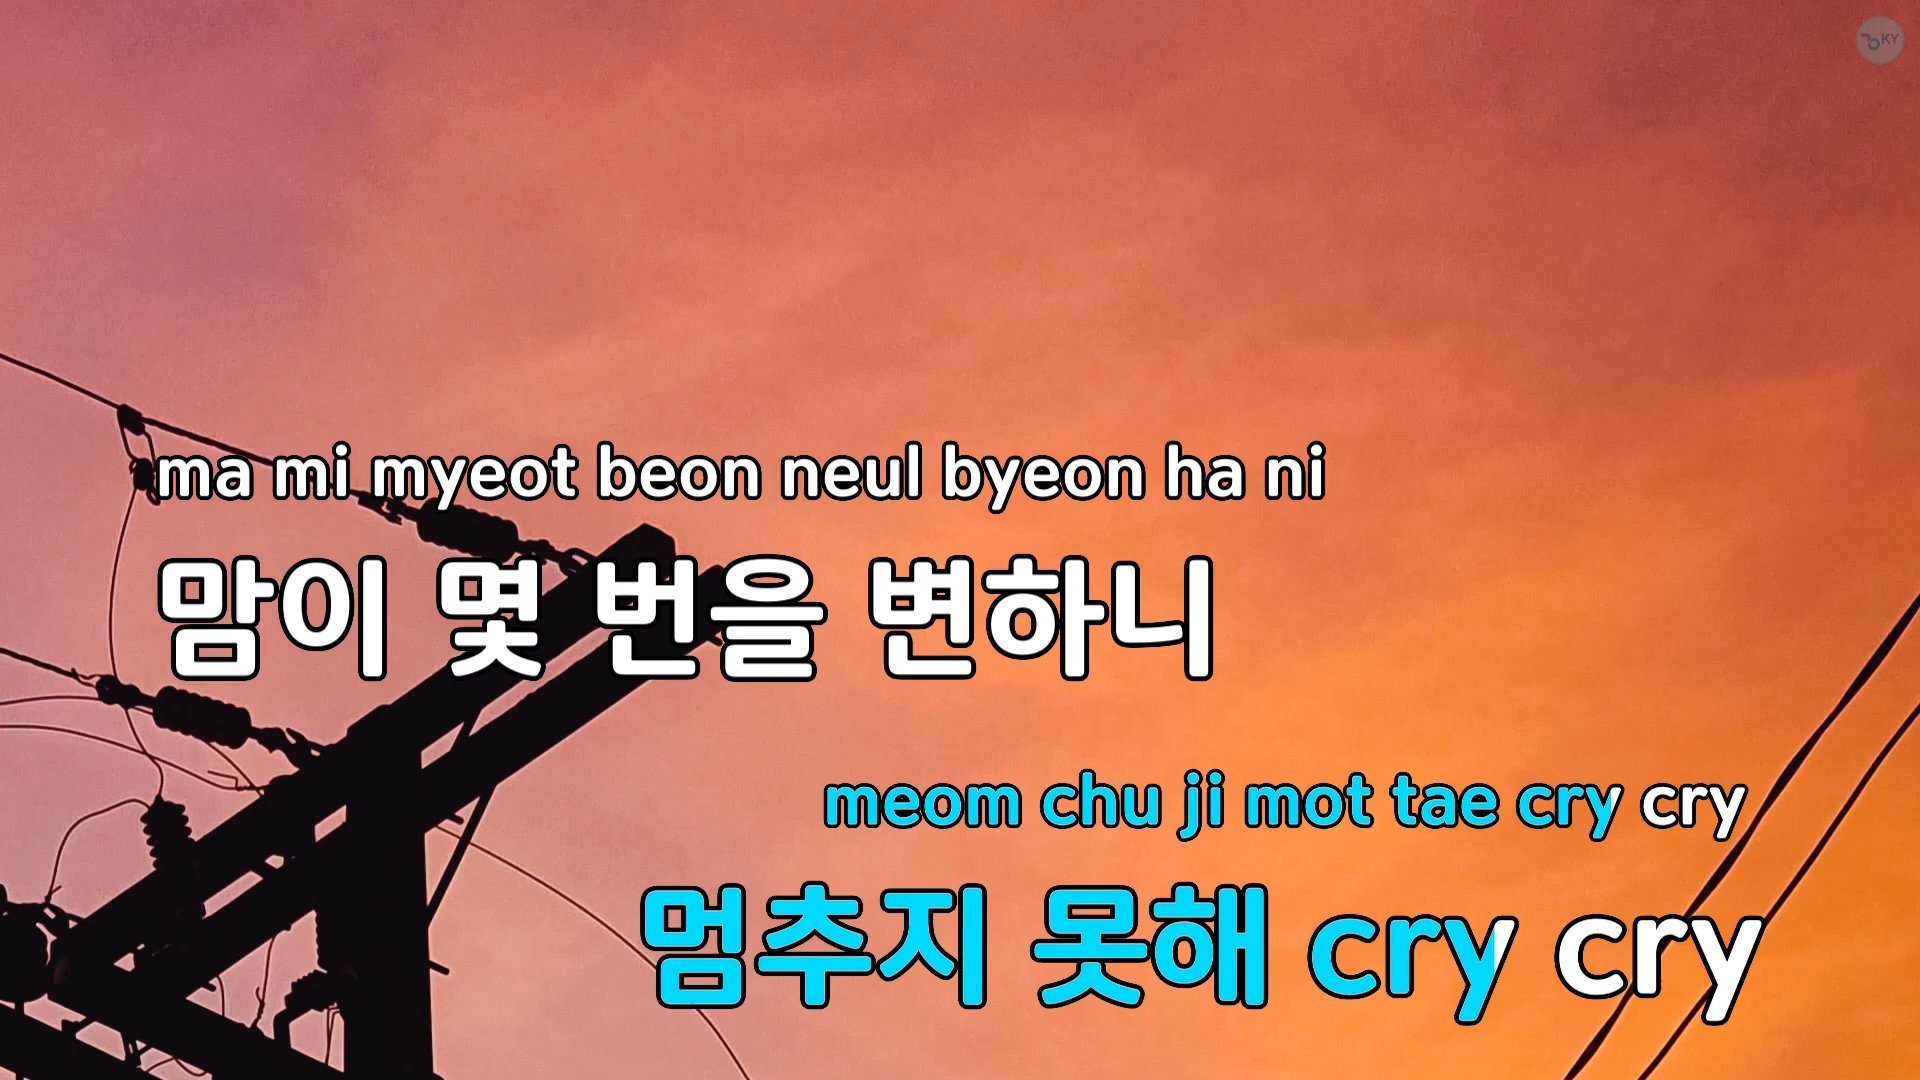 KY
ma mi myeot beon neul byeon ha ni
맘이 몇 번을 변하니
meom chu ji mot tae cry cry
멈추지 못해 cry cry